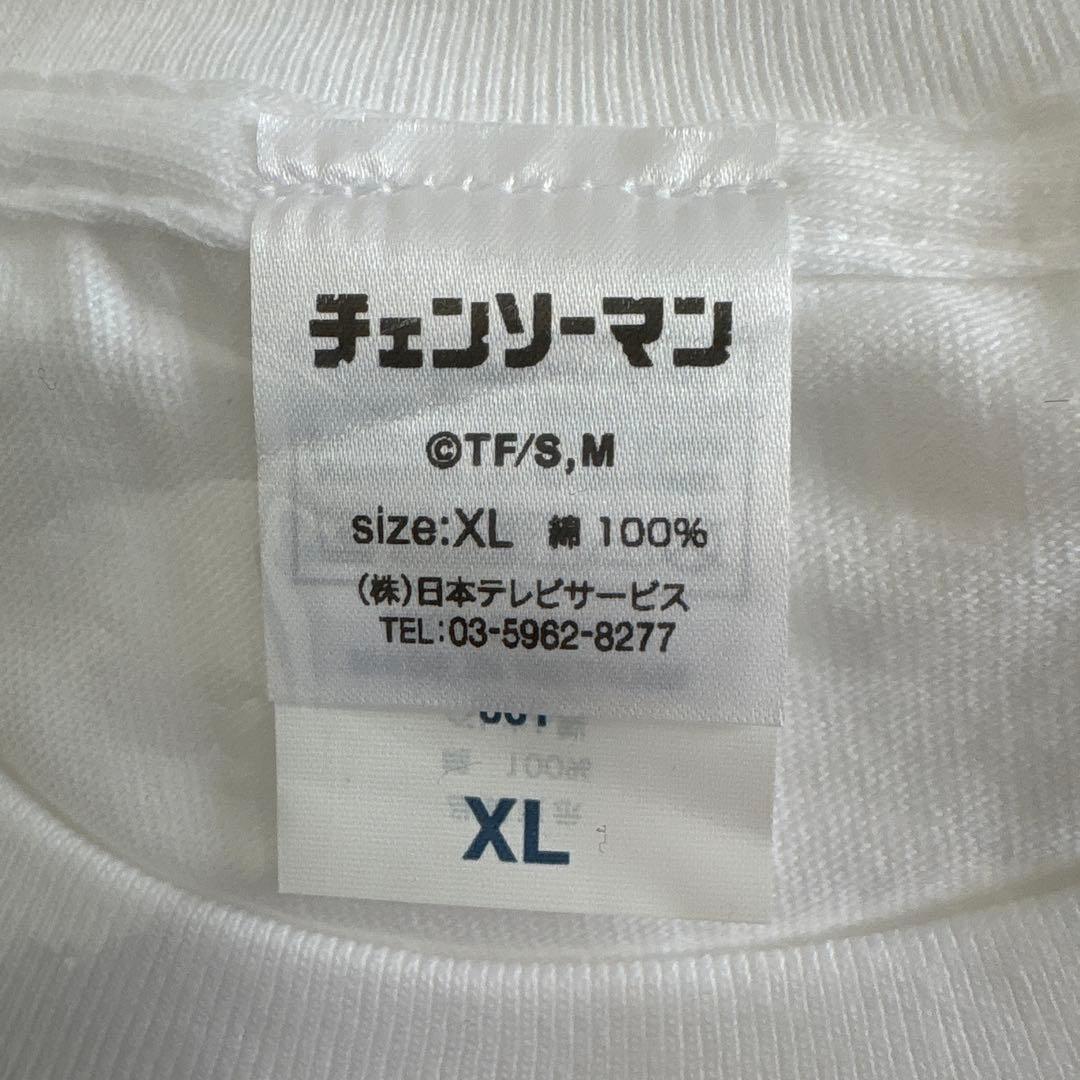 チェンソーマン
©TF/S,M
size:XL 綿 100%
(株)日本テレビサービス
TEL:03-5962-8277
XL